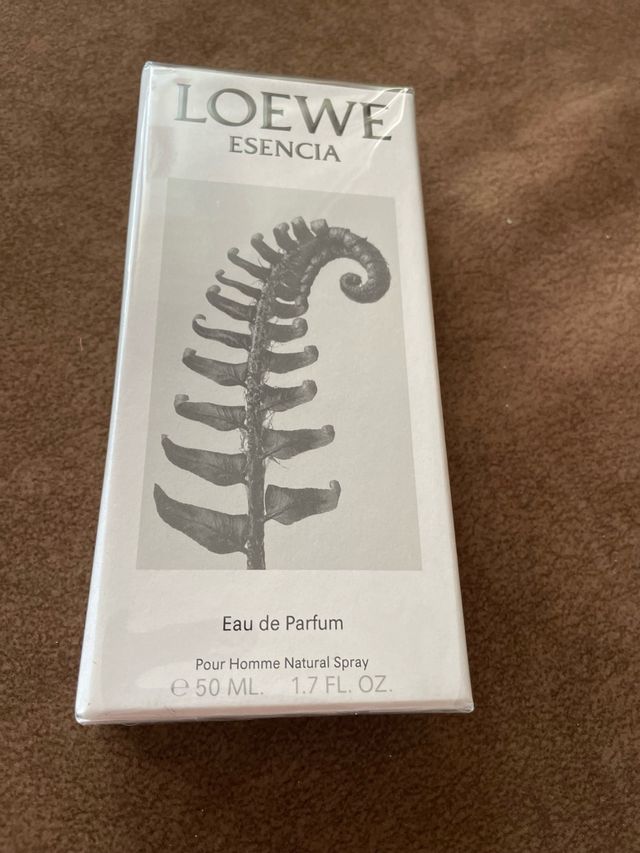 LOEWE
ESENCIA
Eau de Parfum
Pour Homme Natural Spray
℮ 50 ML. 1.7 FL. OZ.